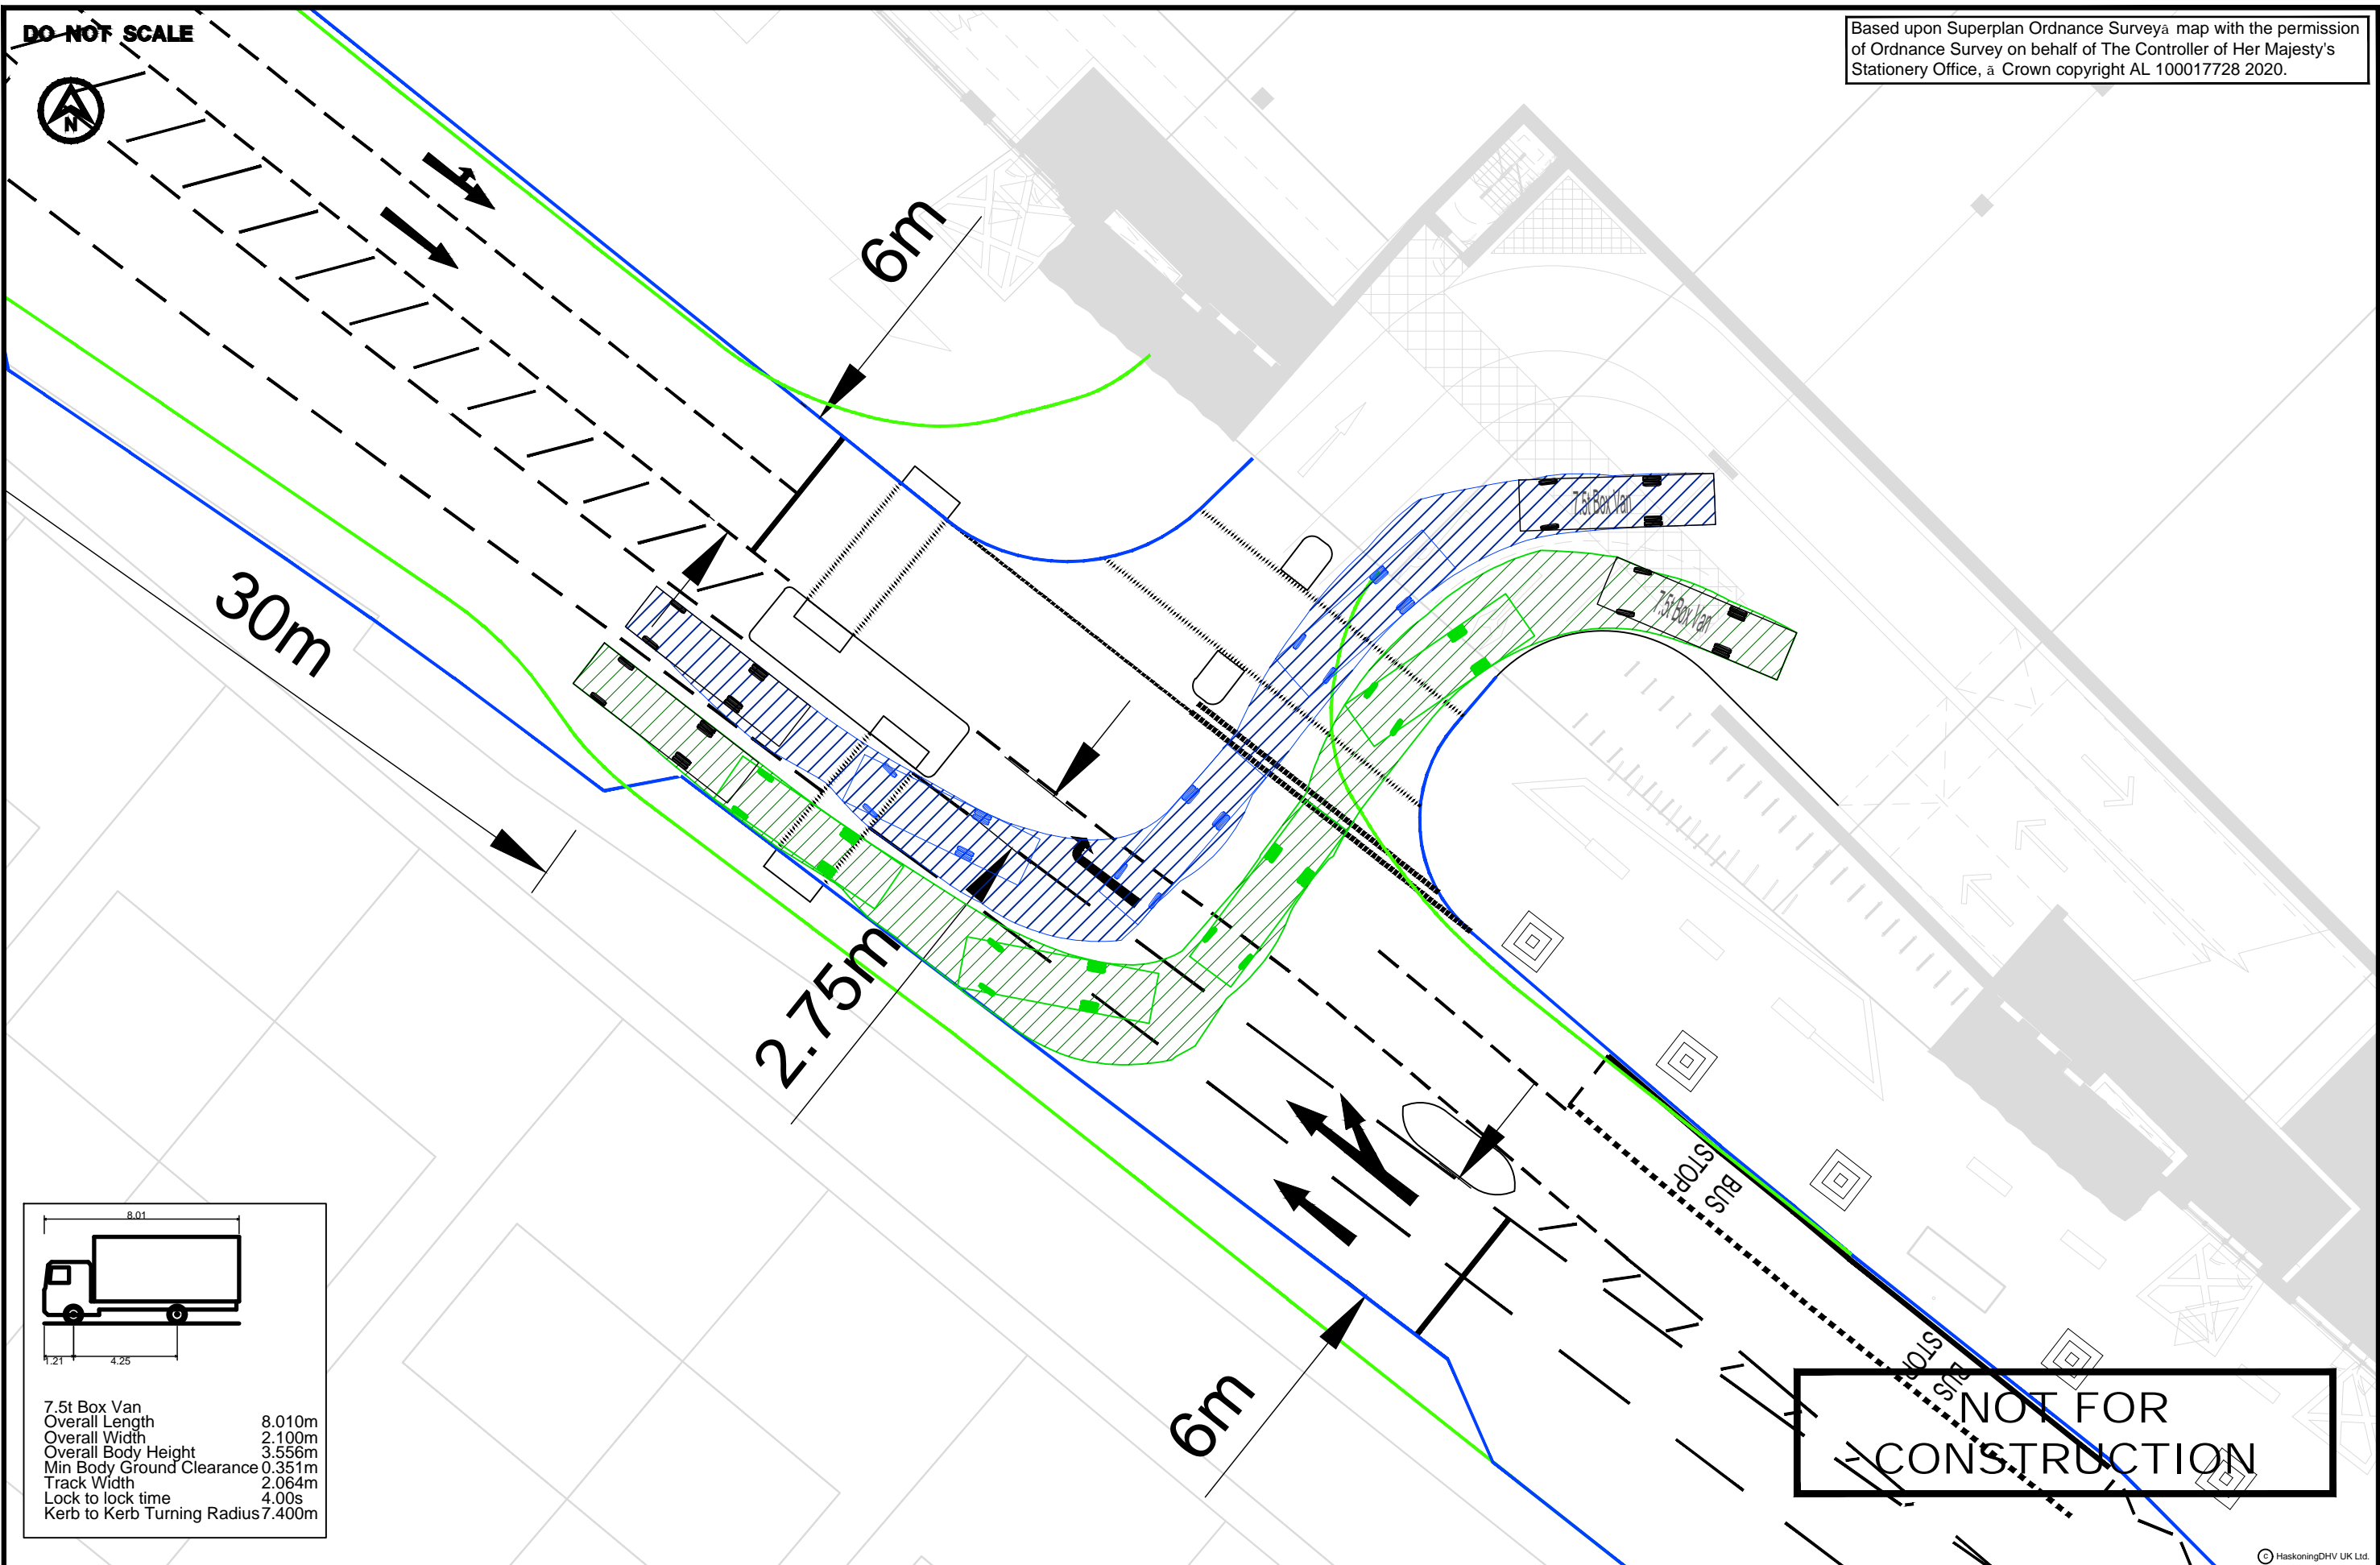 DO NOT SCALE
Based upon Superplan Ordnance Surveyâ map with the permission
of Ordnance Survey on behalf of The Controller of Her Majesty's
Stationery Office, ã Crown copyright AL 100017728 2020.
N
6m
7.5t Box Van
7.5t Box Van
30m
2.75m
BUS
STOP
BUS
STOP
6m
8.01
1.21
4.25
7.5t Box Van
Overall Length 8.010m
Overall Width 2.100m
Overall Body Height 3.556m
Min Body Ground Clearance 0.351m
Track Width 2.064m
Lock to lock time 4.00s
Kerb to Kerb Turning Radius 7.400m
NOT FOR
CONSTRUCTION
© HaskoningDHV UK Ltd.